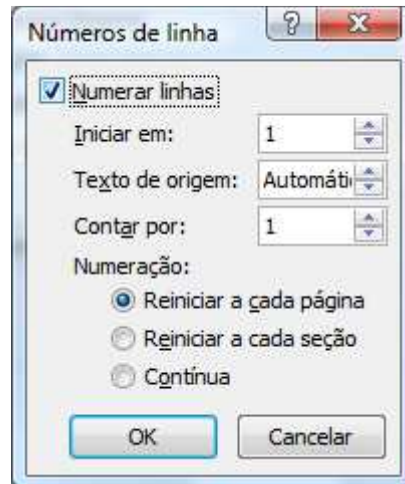 Números de linha
Numerar linhas
Iniciar em: 1
Texto de origem: Automáti
Contar por: 1
Numeração:
Reiniciar a cada página
Reiniciar a cada seção
Contínua
OK Cancelar